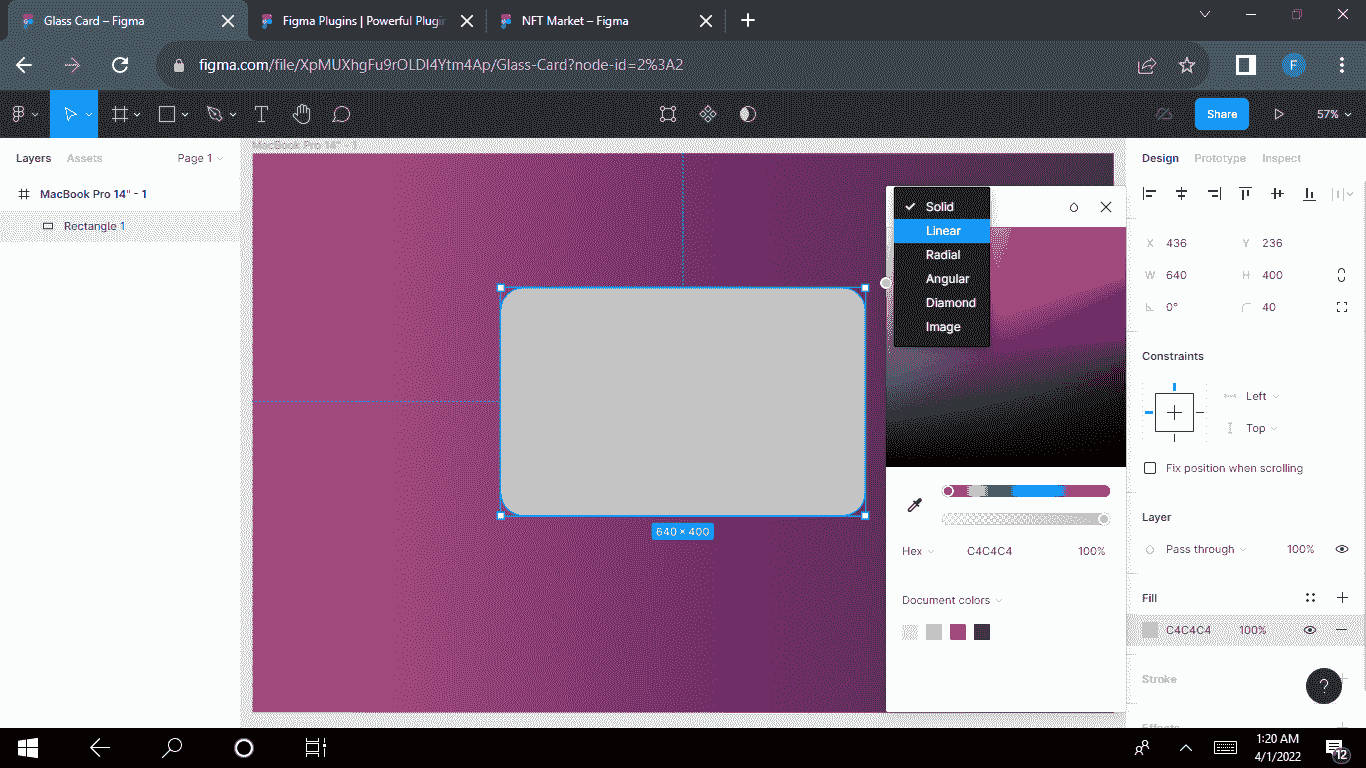 Glass Card – Figma
Figma Plugins | Powerful Plugin
NFT Market – Figma
figma.com/file/XpMUXhgFu9rOLDl4Ytm4Ap/Glass-Card?node-id=2%3A2
F
T
Share
57%
Layers
Assets
Page 1
MacBook Pro 14" - 1
Rectangle 1
MacBook Pro 14" - 1
640 × 400
Solid
Linear
Radial
Angular
Diamond
Image
Hex
C4C4C4
100%
Document colors
Design
Prototype
Inspect
X
436
Y
236
W
640
H
400
0°
40
Constraints
Left
Top
Fix position when scrolling
Layer
Pass through
100%
Fill
C4C4C4
100%
Stroke
?
Effects
1:20 AM
4/1/2022
12